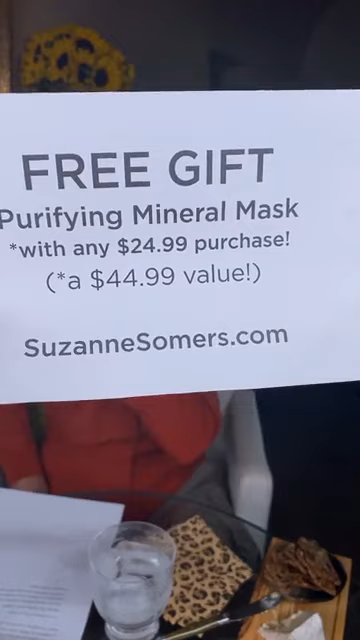 FREE GIFT
Purifying Mineral Mask
*with any $24.99 purchase!
(*a $44.99 value!)
SuzanneSomers.com